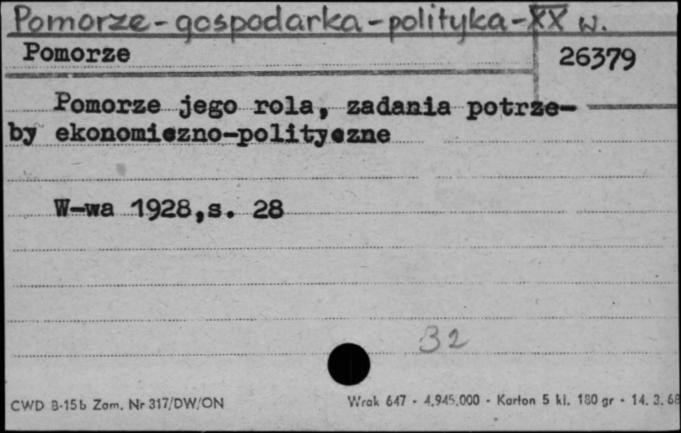 Pomorze-gospodarka-polityka-XX w.
Pomorze
26379
Pomorze jego rola, zadania potrze-
by ekonomiczno-polityczne
W-wa 1928,s. 28
32
CWD B-15b Zam. Nr 317/DW/ON
Wrak 647 - 4.945.000 - Karton 5 kl. 180 gr - 14. 3. 68